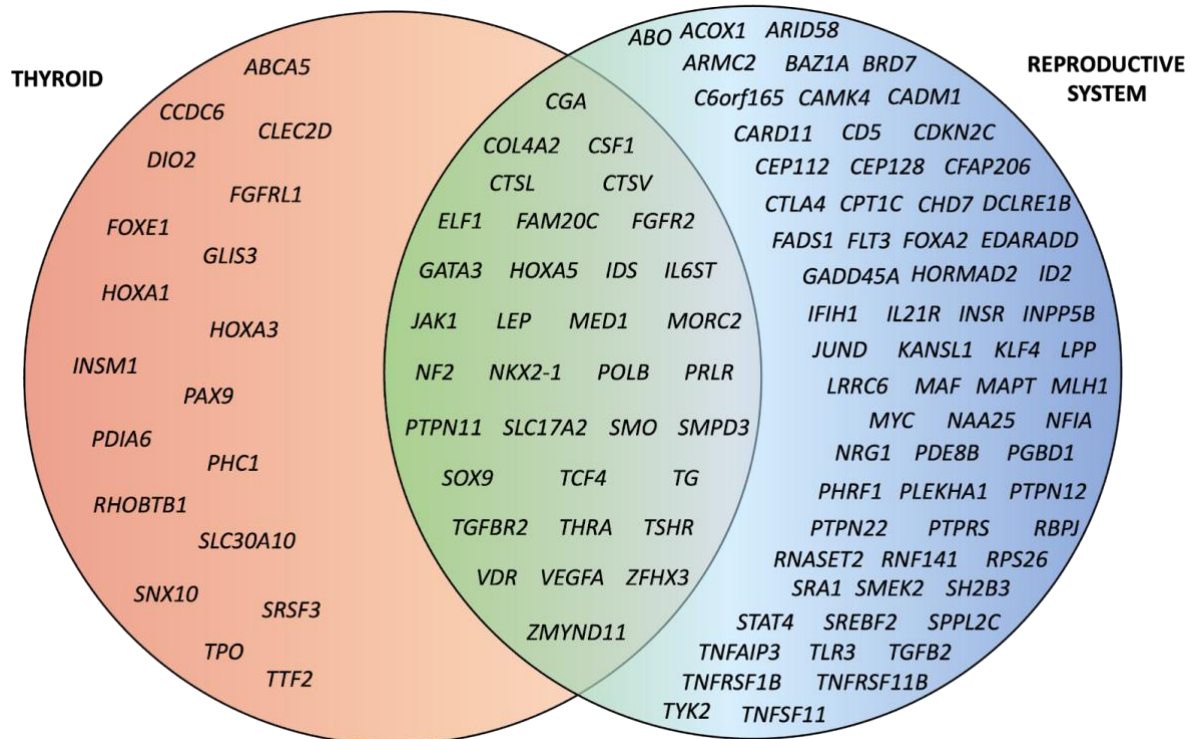 THYROID
ABCA5
CCDC6
CLEC2D
DIO2
FGFRL1
FOXE1
GLIS3
HOXA1
HOXA3
INSM1
PAX9
PDIA6
PHC1
RHOBTB1
SLC30A10
SNX10
SRSF3
TPO
TTF2
CGA
COL4A2 CSF1
CTSL CTSV
ELF1 FAM20C FGFR2
GATA3 HOXA5 IDS IL6ST
JAK1 LEP MED1 MORC2
NF2 NKX2-1 POLB PRLR
PTPN11 SLC17A2 SMO SMPD3
SOX9 TCF4 TG
TGFBR2 THRA TSHR
VDR VEGFA ZFHX3
ZMYND11
REPRODUCTIVE
SYSTEM
ABO ACOX1 ARID58
ARMC2 BAZ1A BRD7
C6orf165 CAMK4 CADM1
CARD11 CD5 CDKN2C
CEP112 CEP128 CFAP206
CTLA4 CPT1C CHD7 DCLRE1B
FADS1 FLT3 FOXA2 EDARADD
GADD45A HORMAD2 ID2
IFIH1 IL21R INSR INPP5B
JUND KANSL1 KLF4 LPP
LRRC6 MAF MAPT MLH1
MYC NAA25 NFIA
NRG1 PDE8B PGBD1
PHRF1 PLEKHA1 PTPN12
PTPN22 PTPRS RBPJ
RNASET2 RNF141 RPS26
SRA1 SMEK2 SH2B3
STAT4 SREBF2 SPPL2C
TNFAIP3 TLR3 TGFB2
TNFRSF1B TNFRSF11B
TYK2 TNFSF11